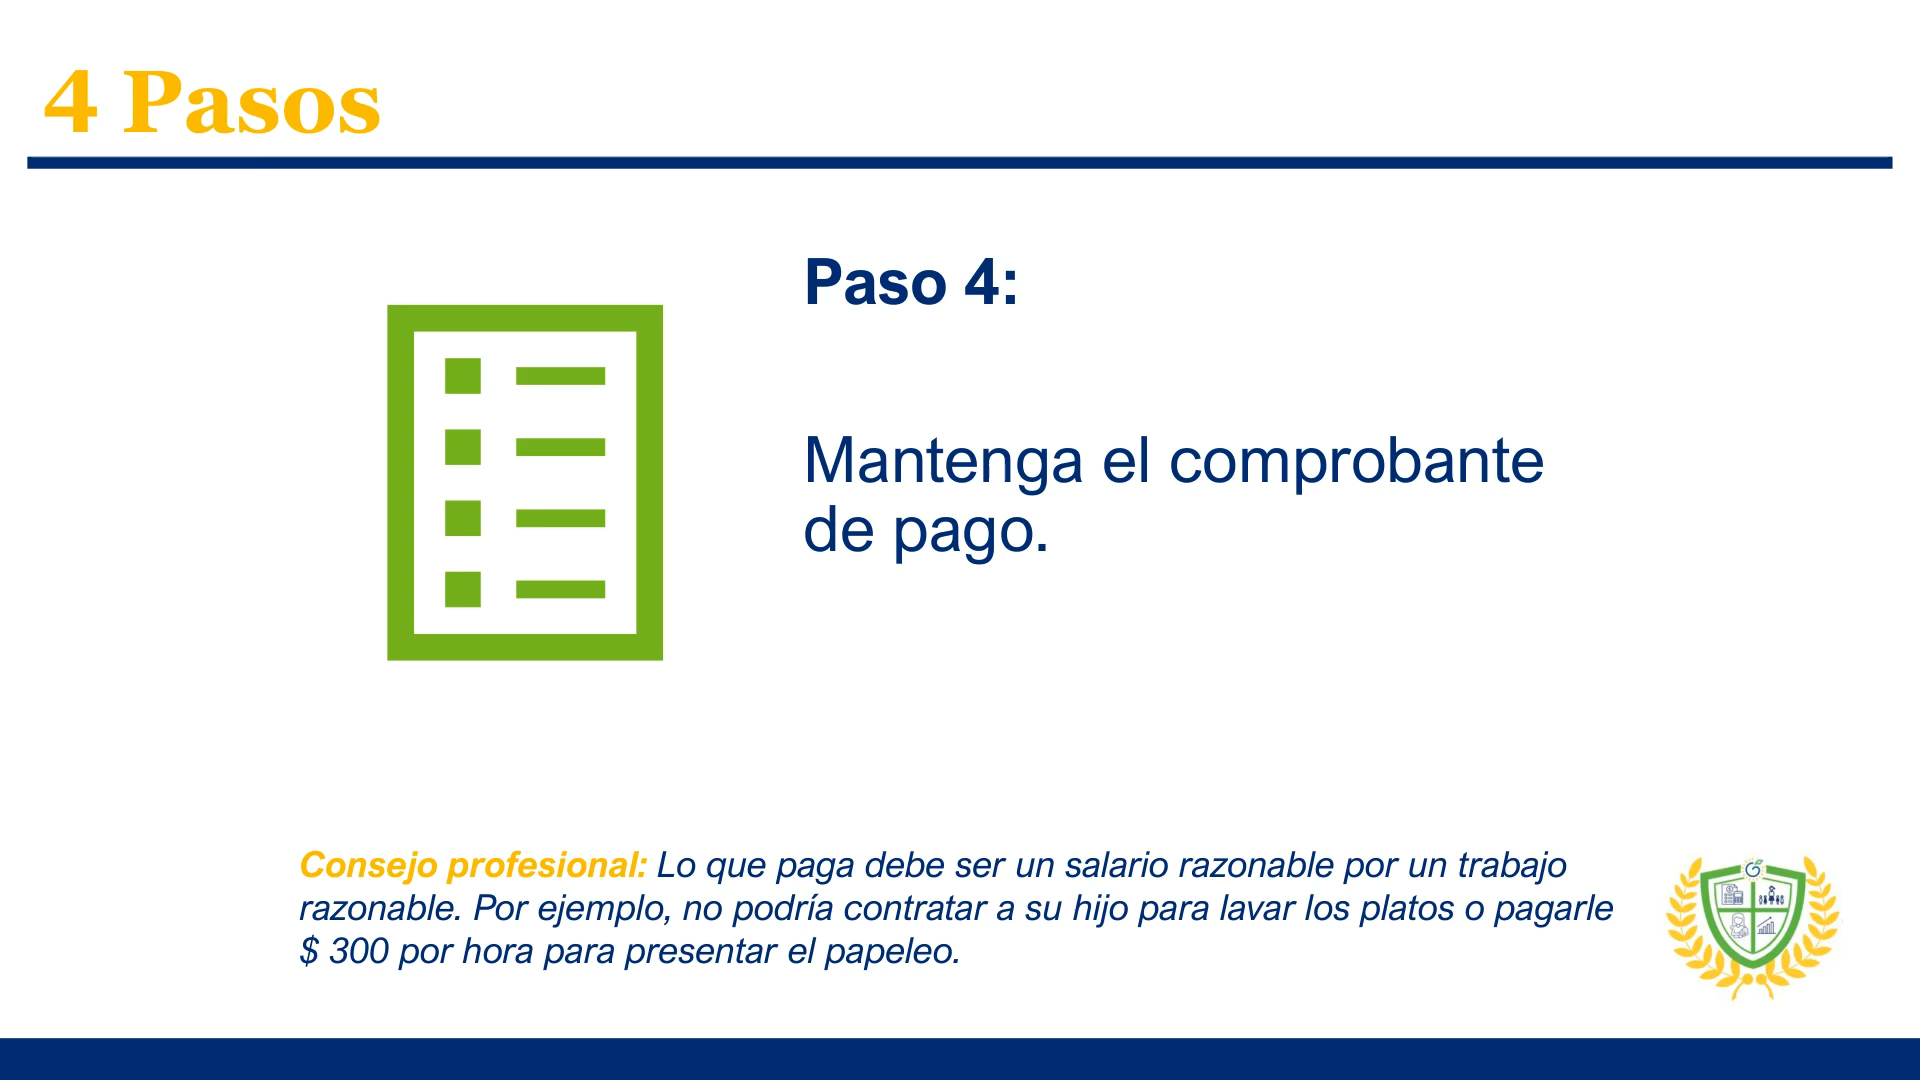 4 Pasos
Paso 4:
Mantenga el comprobante
de pago.
Consejo profesional: Lo que paga debe ser un salario razonable por un trabajo
razonable. Por ejemplo, no podría contratar a su hijo para lavar los platos o pagarle
$ 300 por hora para presentar el papeleo.